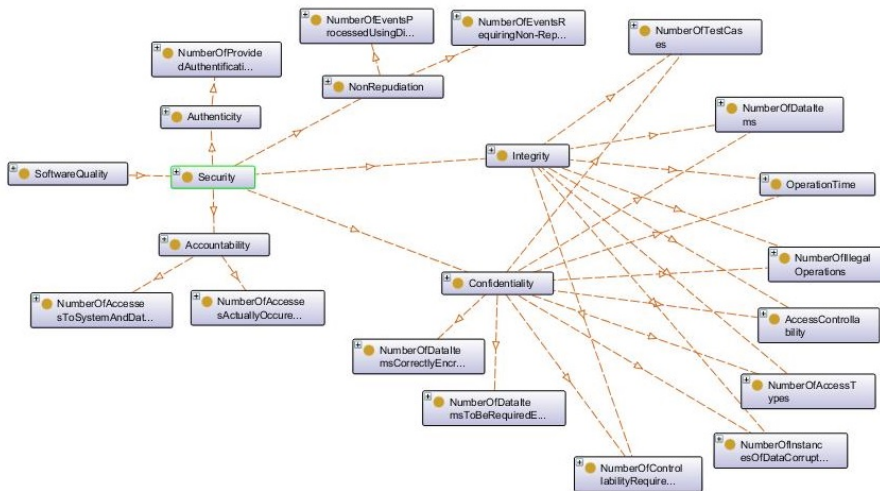 NumberOfEventsP
rocessedUsingDi...
NumberOfEventsR
equiringNon-Rep...
NumberOfTestCas
es
NumberOfProvide
dAuthentificati...
NonRepudiation
Authenticity
NumberOfDataIte
ms
Integrity
SoftwareQuality
Security
OperationTime
Accountability
NumberOfIllegal
Operations
Confidentiality
NumberOfAccesse
sToSystemAndDat...
NumberOfAccesse
sActuallyOccure...
AccessControlla
bility
NumberOfDataIte
msCorrectlyEncr...
NumberOfAccessT
ypes
NumberOfDataIte
msToBeRequiredE...
NumberOfInstanc
esOfDataCorrupt...
NumberOfControl
labilityRequire...